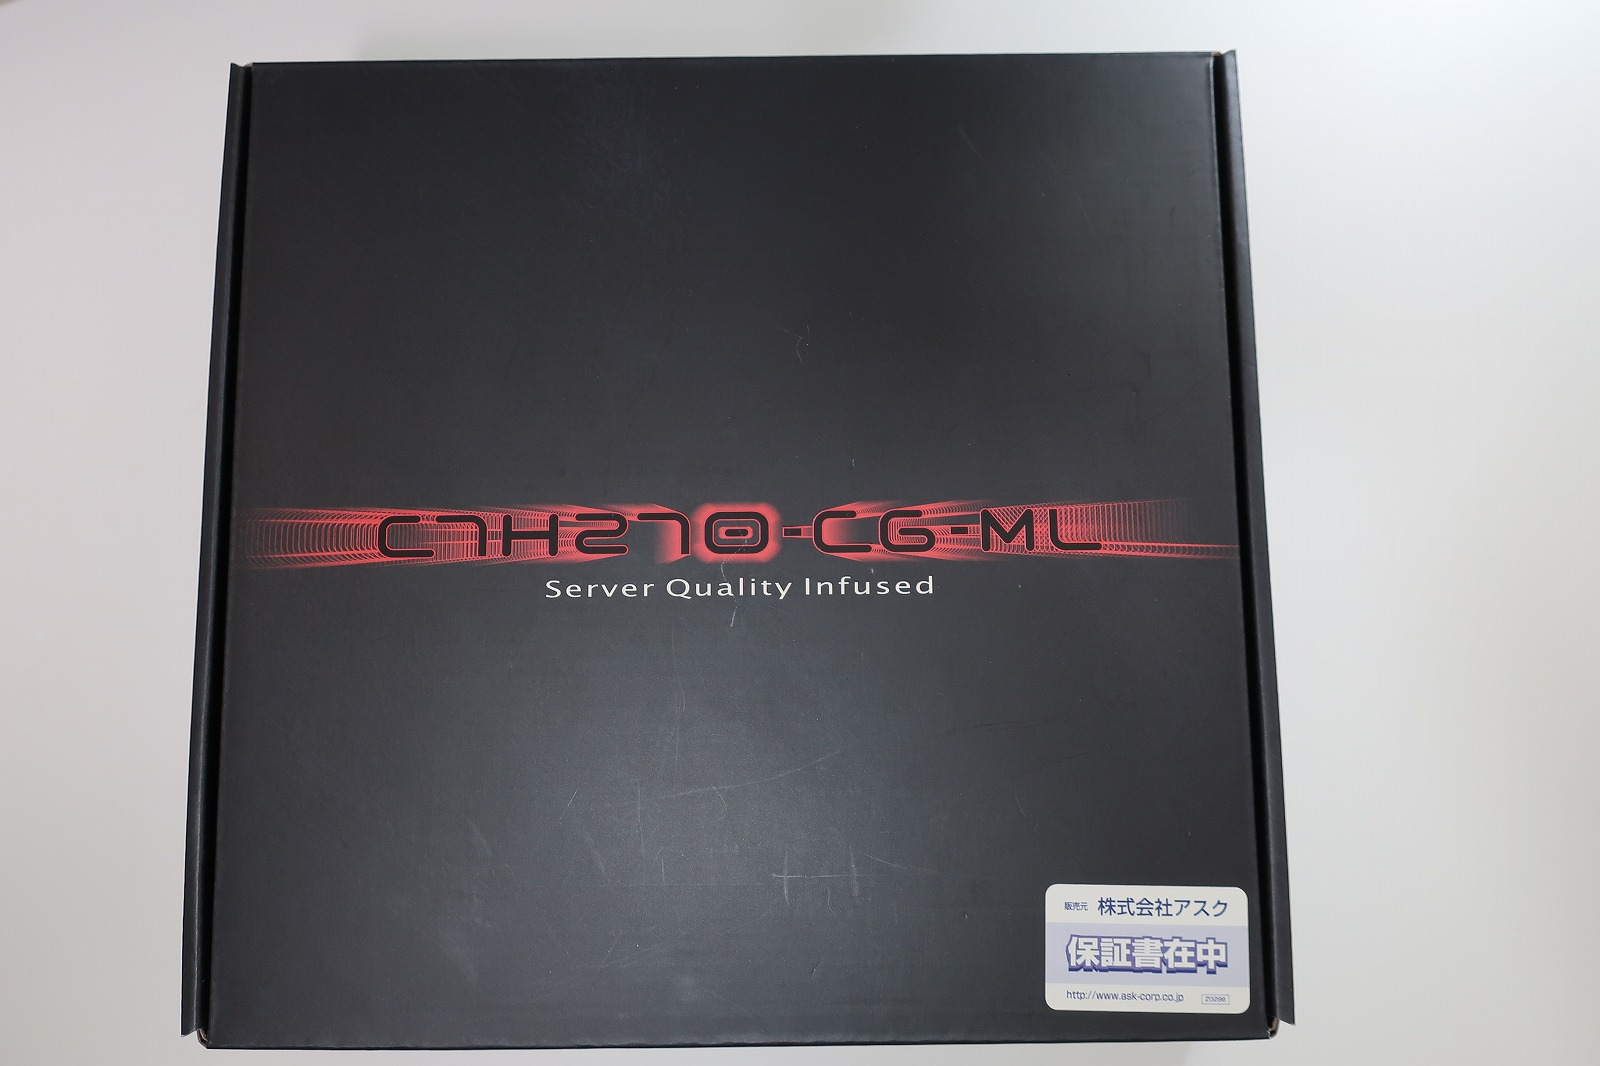 C7H270-CG-ML
Server Quality Infused
販売元 株式会社アスク
保証書在中
http://www.ask-corp.co.jp Z0286